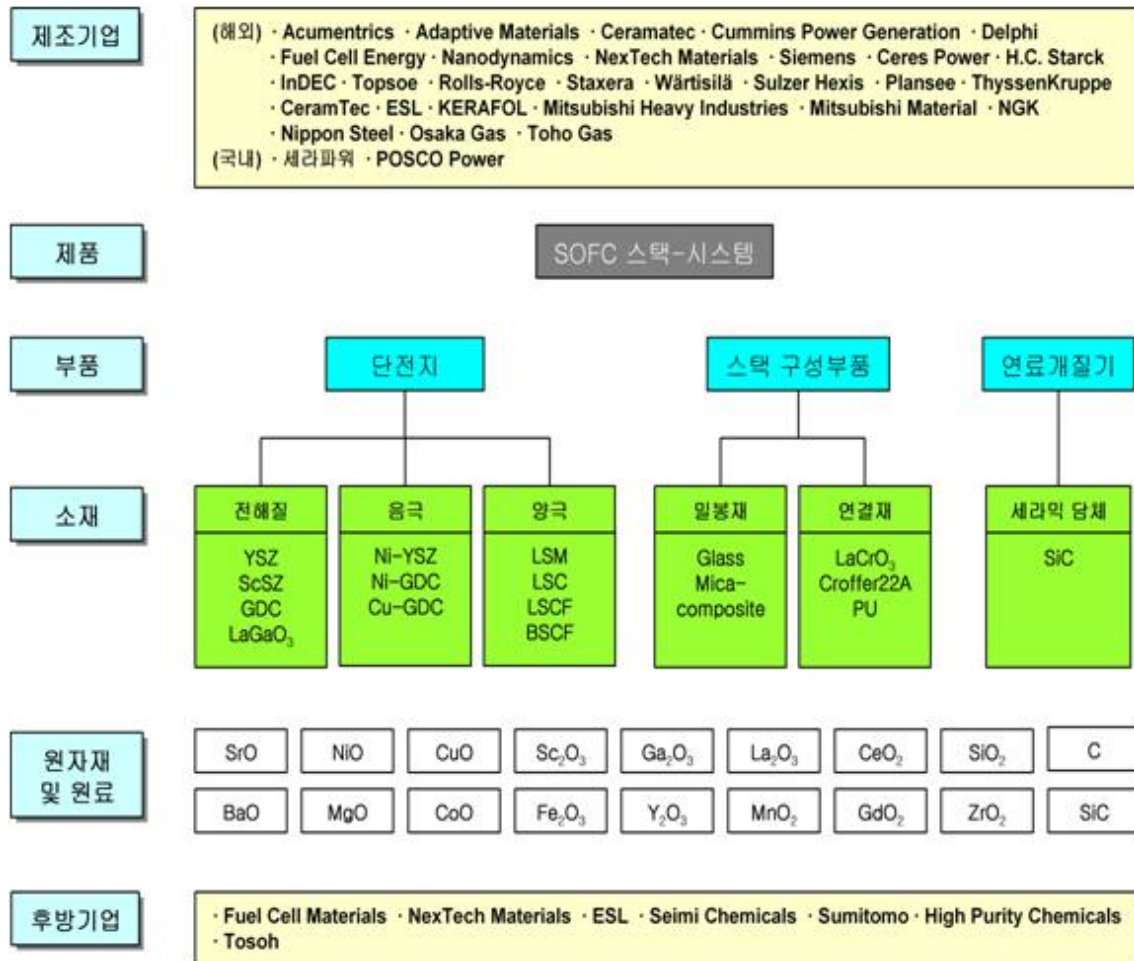 제조기업
(해외) · Acumentrics · Adaptive Materials · Ceramatec · Cummins Power Generation · Delphi
· Fuel Cell Energy · Nanodynamics · NexTech Materials · Siemens · Ceres Power · H.C. Starck
· InDEC · Topsoe · Rolls-Royce · Staxera · Wärtisilä · Sulzer Hexis · Plansee · ThyssenKruppe
· CeramTec · ESL · KERAFOL · Mitsubishi Heavy Industries · Mitsubishi Material · NGK
· Nippon Steel · Osaka Gas · Toho Gas
(국내) · 세라파워 · POSCO Power
제품
SOFC 스택-시스템
부품
단전지
스택 구성부품
연료개질기
소재
전해질
YSZ
ScSZ
GDC
LaGaO₃
음극
Ni-YSZ
Ni-GDC
Cu-GDC
양극
LSM
LSC
LSCF
BSCF
밀봉재
Glass
Mica-
composite
연결재
LaCrO₃
Croffer22A
PU
세라믹 담체
SiC
원자재
및 원료
SrO NiO CuO Sc₂O₃ Ga₂O₃ La₂O₃ CeO₂ SiO₂ C
BaO MgO CoO Fe₂O₃ Y₂O₃ MnO₂ GdO₂ ZrO₂ SiC
후방기업
· Fuel Cell Materials · NexTech Materials · ESL · Seimi Chemicals · Sumitomo · High Purity Chemicals
· Tosoh